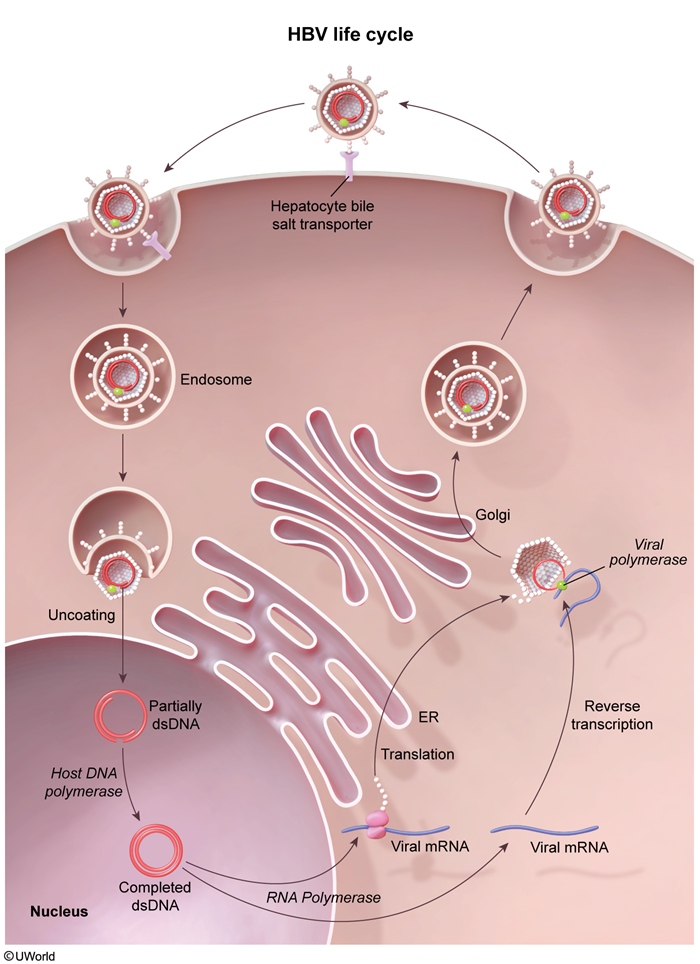 HBV life cycle
Hepatocyte bile
salt transporter
Endosome
Golgi
Viral
polymerase
Uncoating
Partially
dsDNA
ER
Reverse
transcription
Translation
Host DNA
polymerase
Viral mRNA
Viral mRNA
Completed
dsDNA
RNA Polymerase
Nucleus
©UWorld